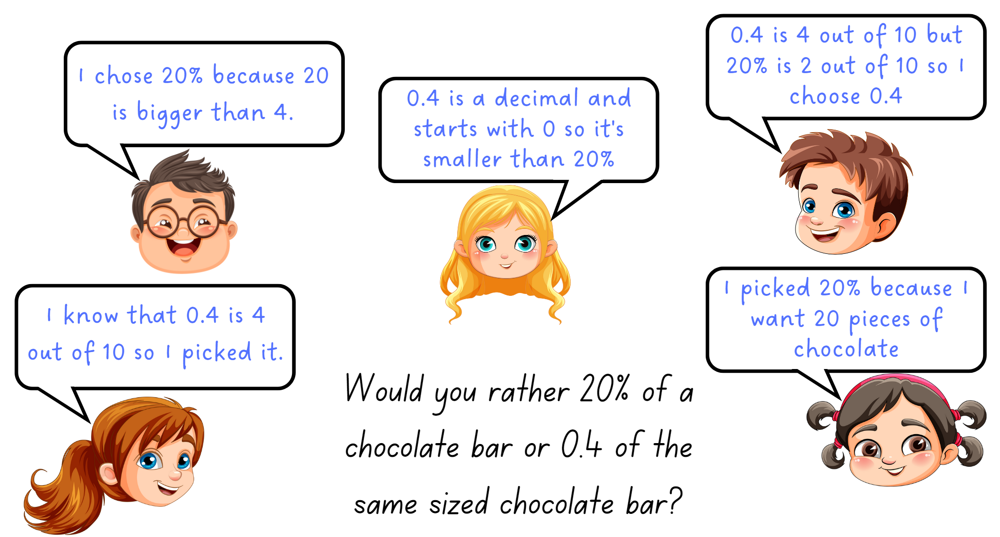 I chose 20% because 20
is bigger than 4.
0.4 is a decimal and
starts with 0 so it's
smaller than 20%
0.4 is 4 out of 10 but
20% is 2 out of 10 so I
choose 0.4
I know that 0.4 is 4
out of 10 so I picked it.
I picked 20% because I
want 20 pieces of
chocolate
Would you rather 20% of a
chocolate bar or 0.4 of the
same sized chocolate bar?